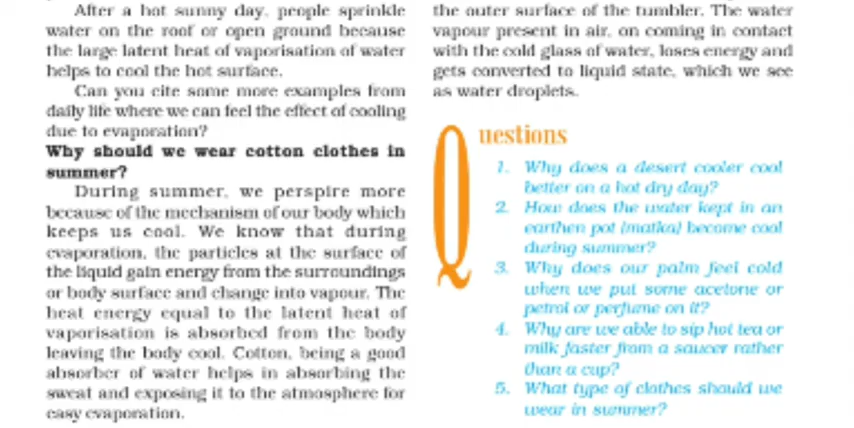 After a hot sunny day, people sprinkle
water on the roof or open ground because
the large latent heat of vaporisation of water
helps to cool the hot surface.
Can you cite some more examples from
daily life where we can feel the effect of cooling
due to evaporation?
Why should we wear cotton clothes in
summer?
During summer, we perspire more
because of the mechanism of our body which
keeps us cool. We know that during
evaporation, the particles at the surface of
the liquid gain energy from the surroundings
or body surface and change into vapour. The
heat energy equal to the latent heat of
vaporisation is absorbed from the body
leaving the body cool. Cotton, being a good
absorber of water helps in absorbing the
sweat and exposing it to the atmosphere for
easy evaporation.
the outer surface of the tumbler. The water
vapour present in air, on coming in contact
with the cold glass of water, loses energy and
gets converted to liquid state, which we see
as water droplets.
Questions
1. Why does a desert cooler cool
better on a hot dry day?
2. How does the water kept in an
earthen pot (matka) become cool
during summer?
3. Why does our palm feel cold
when we put some acetone or
petrol or perfume on it?
4. Why are we able to sip hot tea or
milk faster from a saucer rather
than a cup?
5. What type of clothes should we
wear in summer?